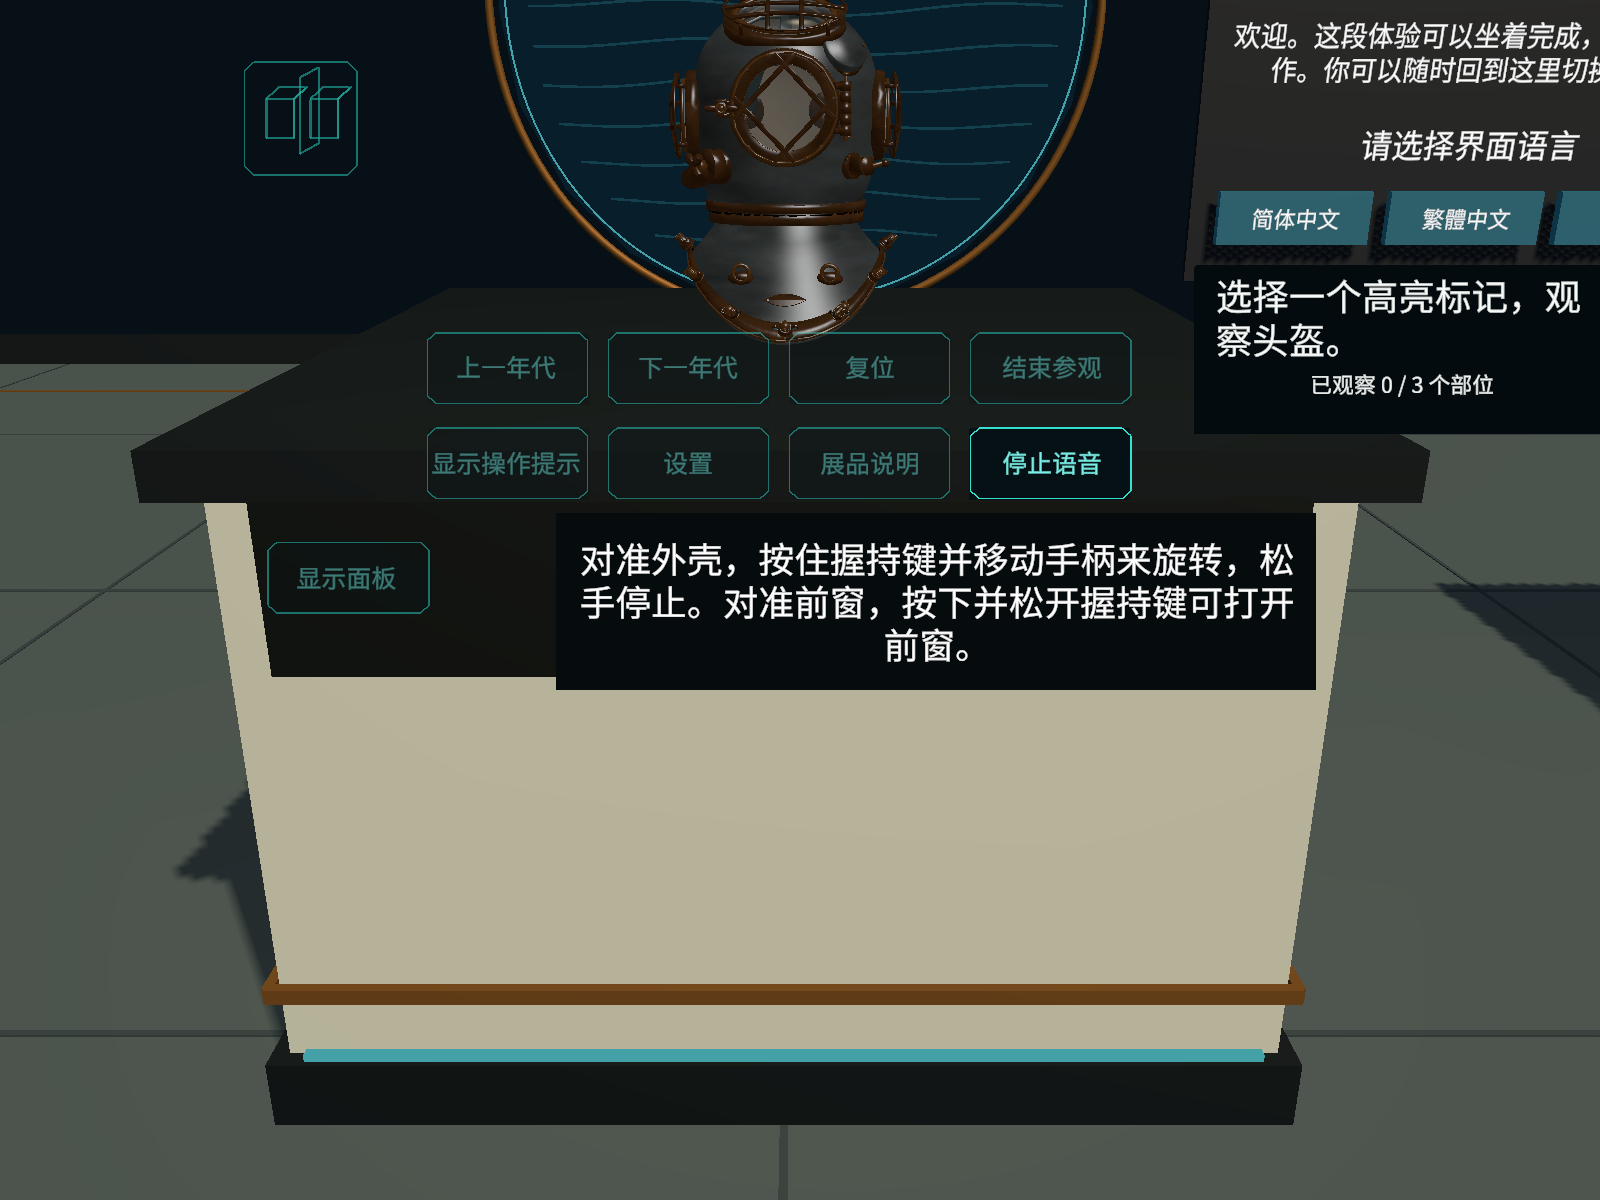 欢迎。这段体验可以坐着完成，
作。你可以随时回到这里切换
请选择界面语言
简体中文
繁體中文
选择一个高亮标记，观
察头盔。
已观察 0 / 3 个部位
上一年代
下一年代
复位
结束参观
显示操作提示
设置
展品说明
停止语音
显示面板
对准外壳，按住握持键并移动手柄来旋转，松
手停止。对准前窗，按下并松开握持键可打开
前窗。